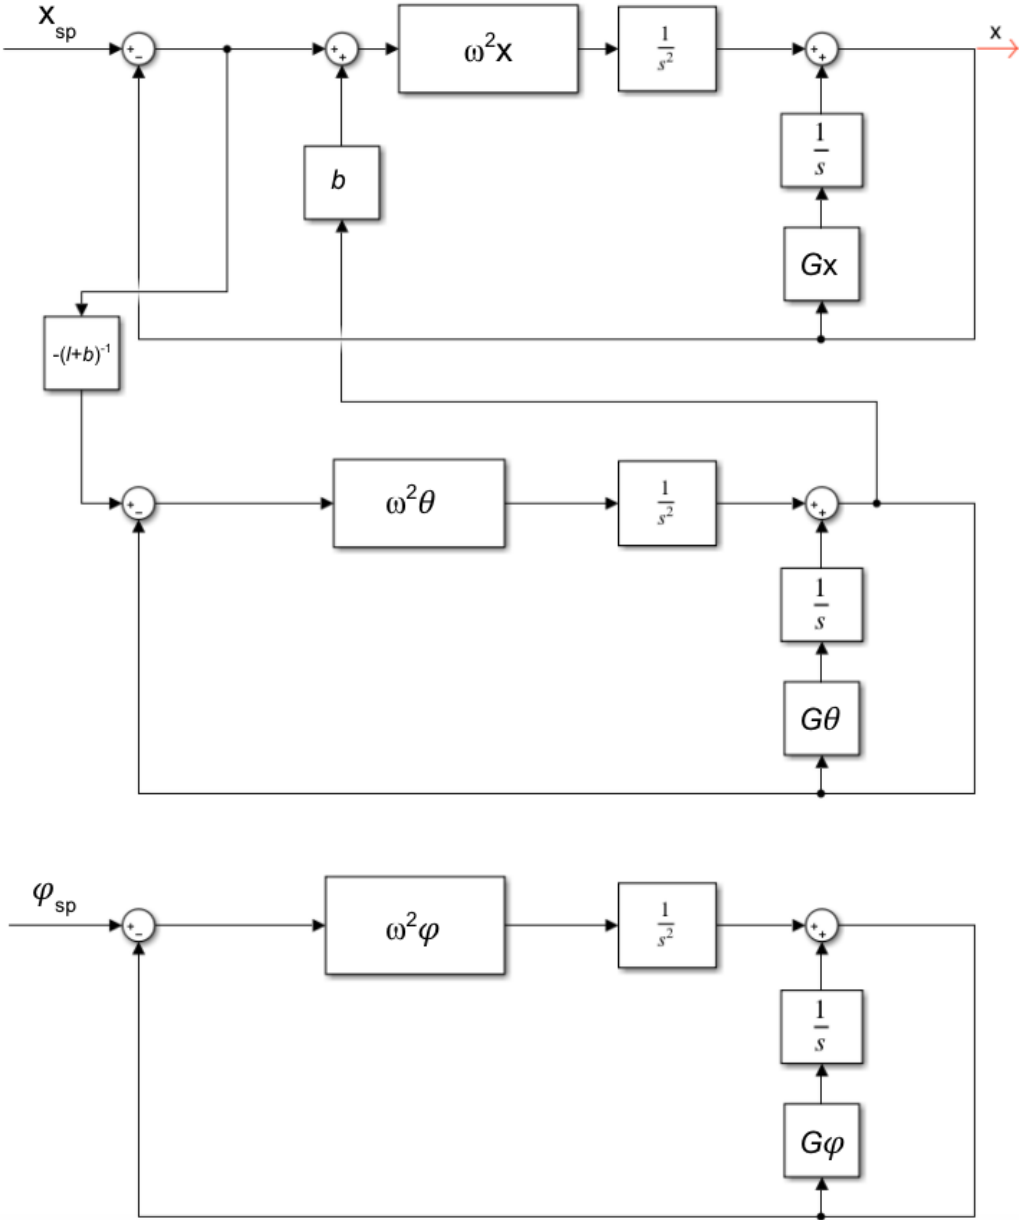 x_sp
x
+ −
+ +
ω²x
1/s²
+ +
1/s
b
Gx
-(l+b)⁻¹
+ −
ω²θ
1/s²
+ +
1/s
Gθ
φ_sp
+ −
ω²φ
1/s²
+ +
1/s
Gφ